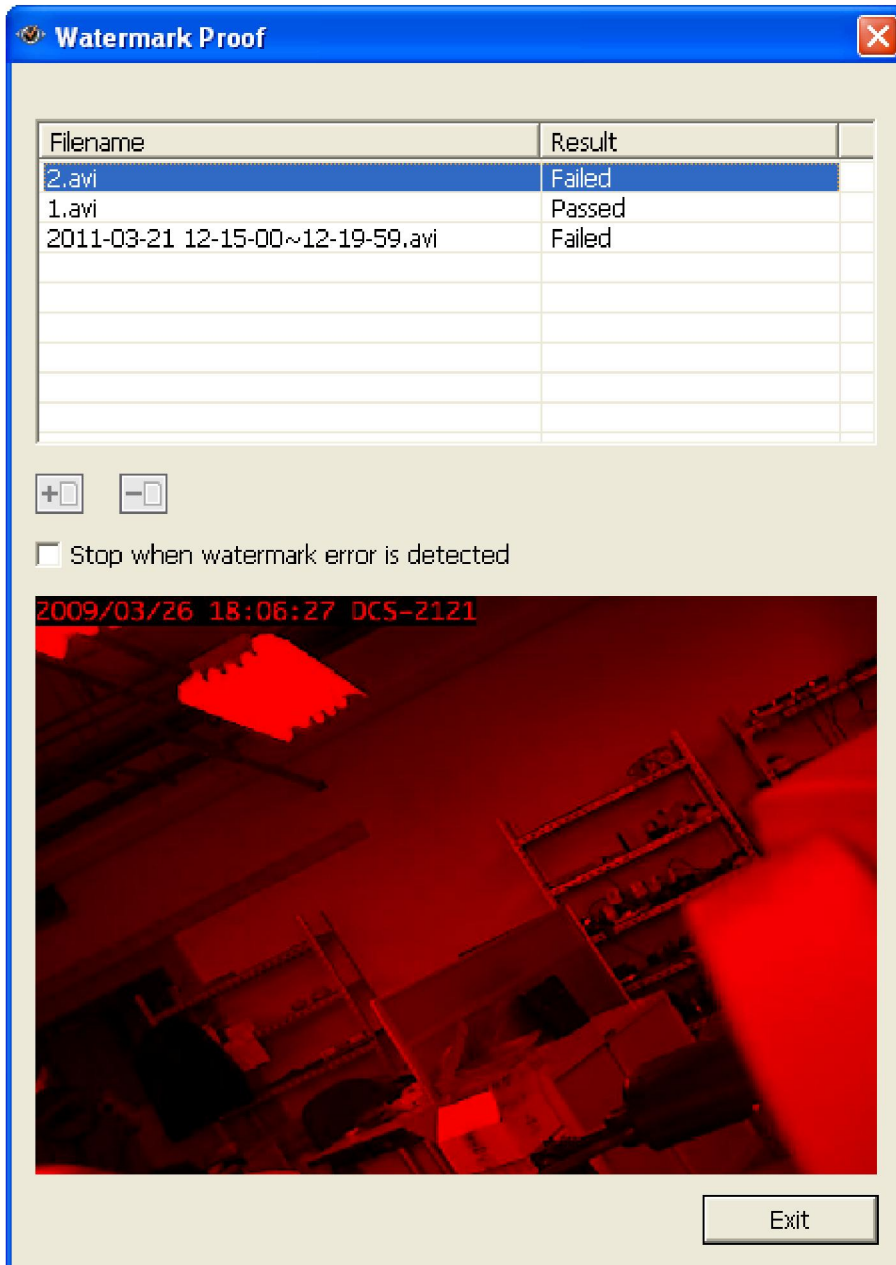 Watermark Proof
Filename Result
2.avi Failed
1.avi Passed
2011-03-21 12-15-00~12-19-59.avi Failed
Stop when watermark error is detected
2009/03/26 18:06:27 DCS-2121
Exit